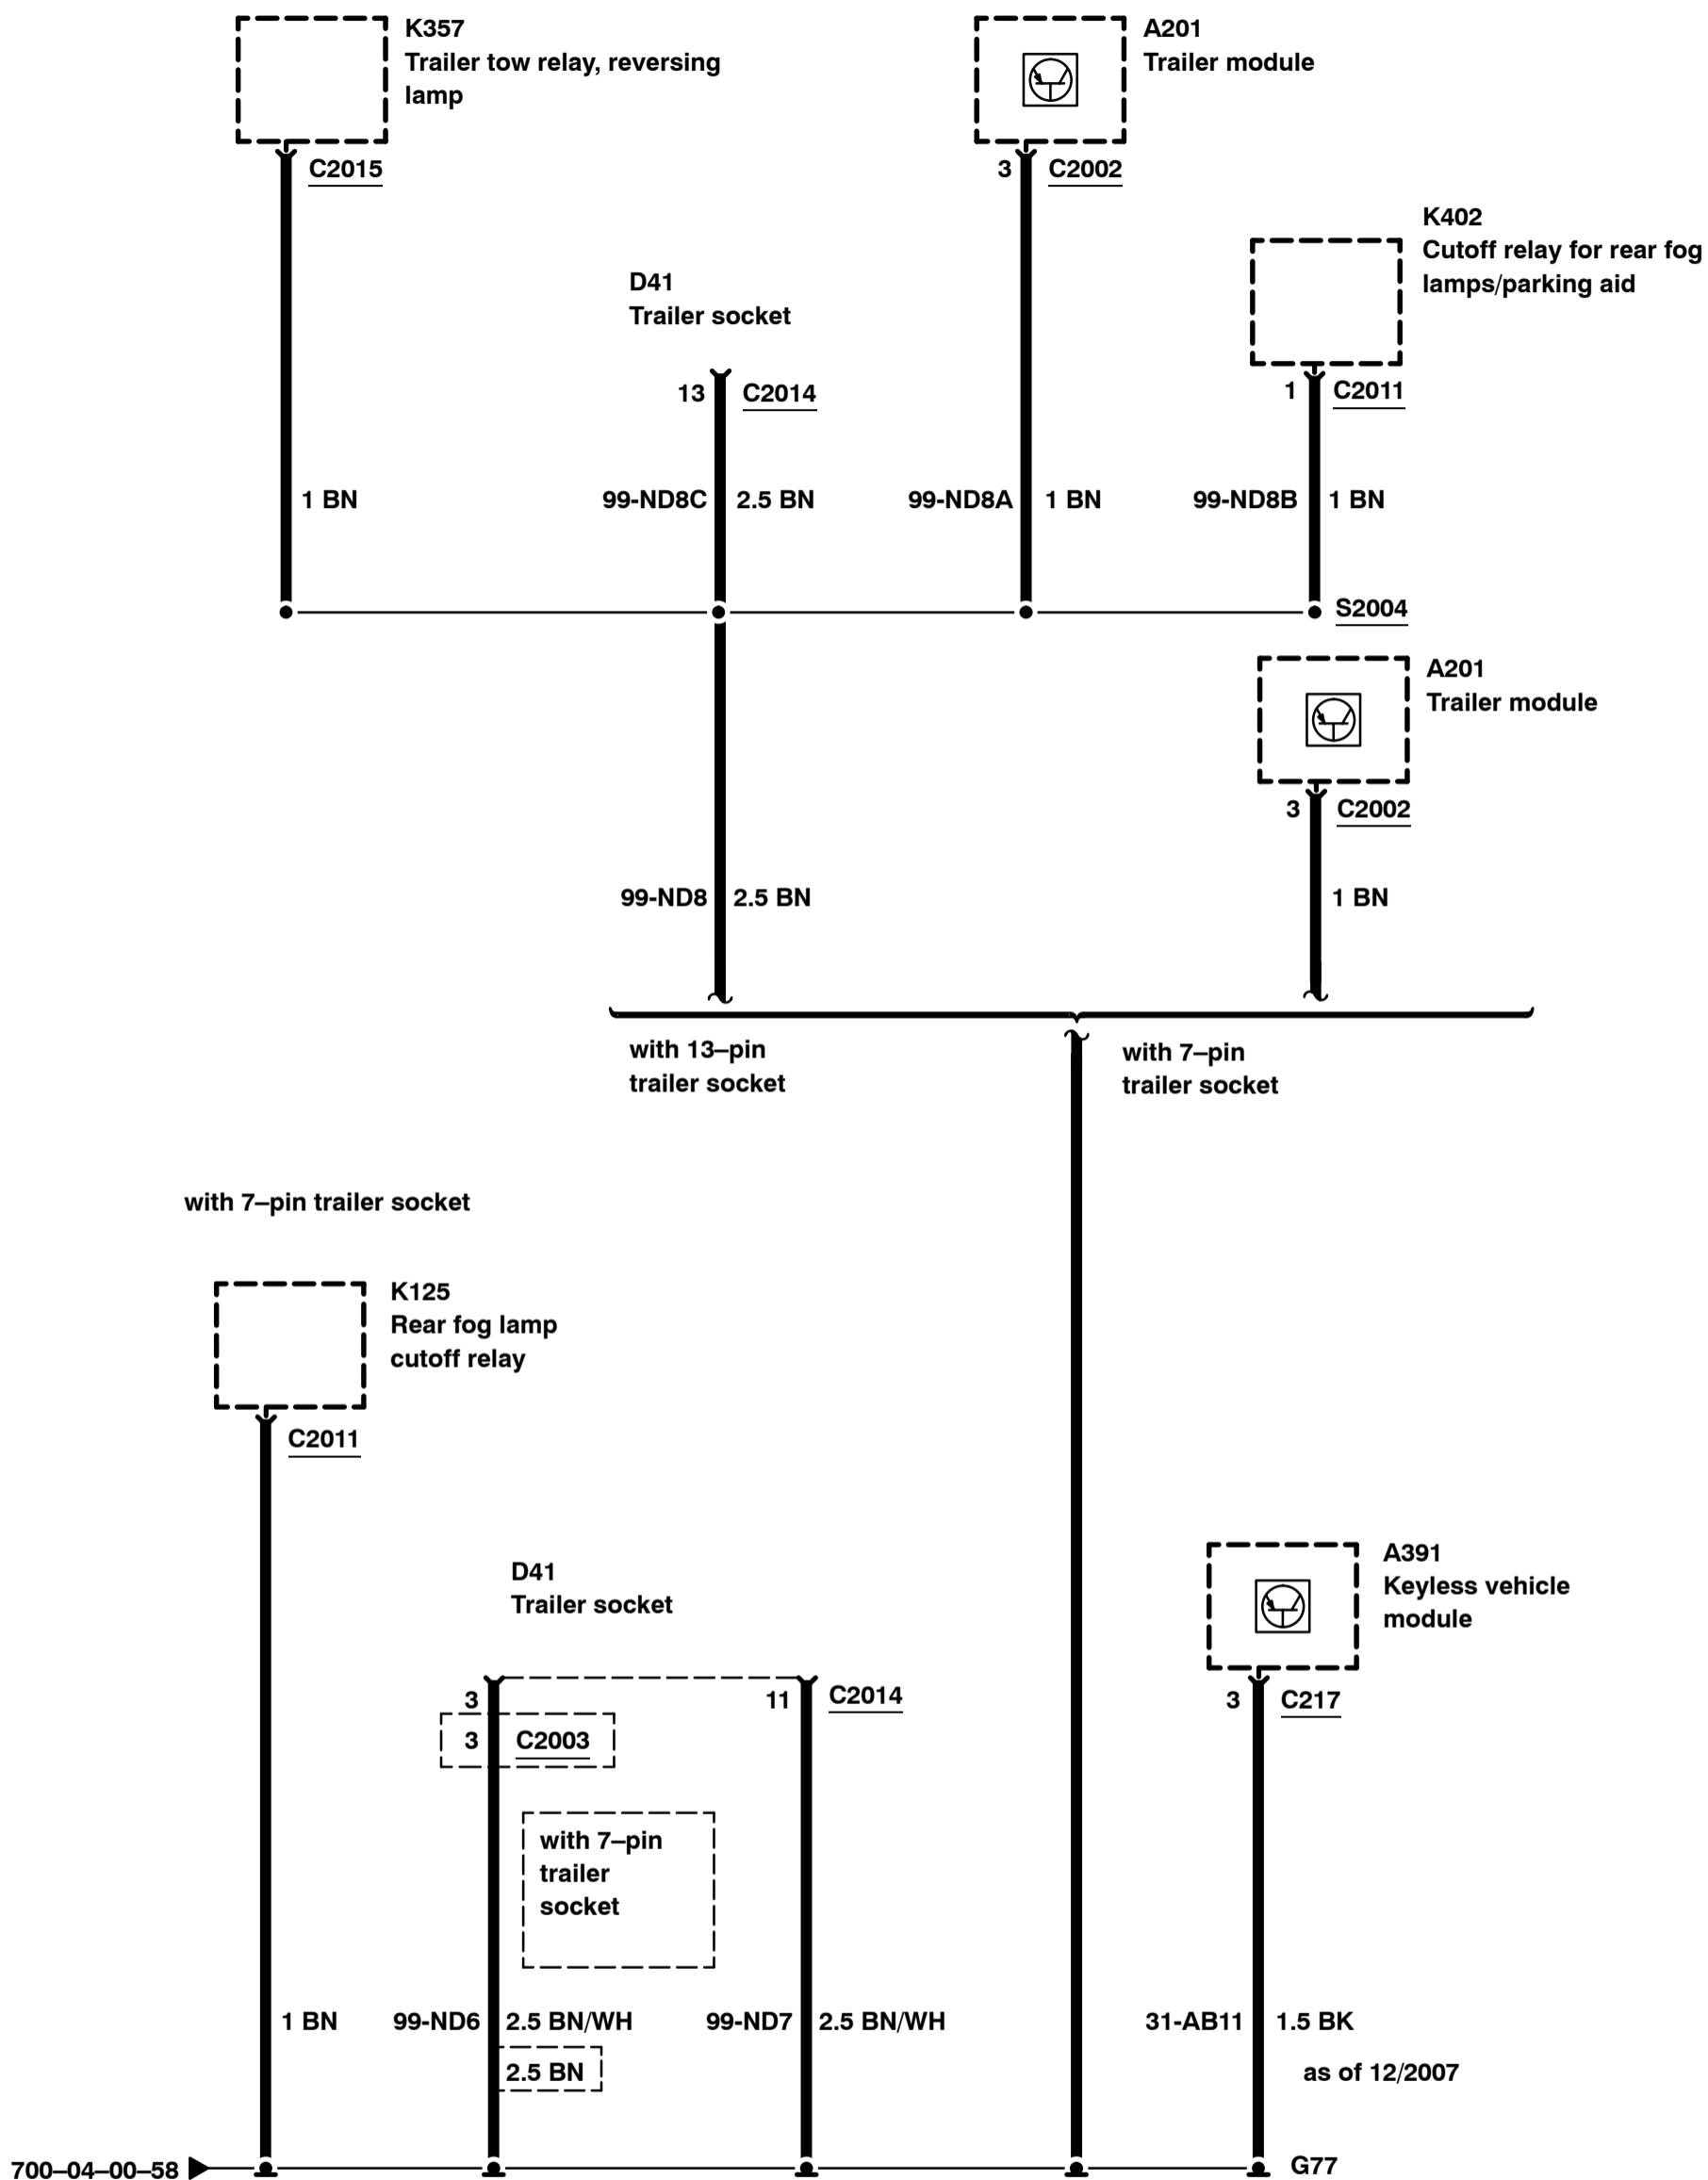 K357
Trailer tow relay, reversing
lamp
C2015
A201
Trailer module
3 C2002
K402
Cutoff relay for rear fog
lamps/parking aid
1 C2011
D41
Trailer socket
13 C2014
1 BN
99-ND8C 2.5 BN
99-ND8A 1 BN
99-ND8B 1 BN
S2004
A201
Trailer module
3 C2002
99-ND8 2.5 BN
1 BN
with 13–pin
trailer socket
with 7–pin
trailer socket
with 7–pin trailer socket
K125
Rear fog lamp
cutoff relay
C2011
D41
Trailer socket
3
11 C2014
3 C2003
with 7–pin
trailer
socket
A391
Keyless vehicle
module
3 C217
1 BN
99-ND6 2.5 BN/WH
2.5 BN
99-ND7 2.5 BN/WH
31-AB11 1.5 BK
as of 12/2007
700–04–00–58
G77